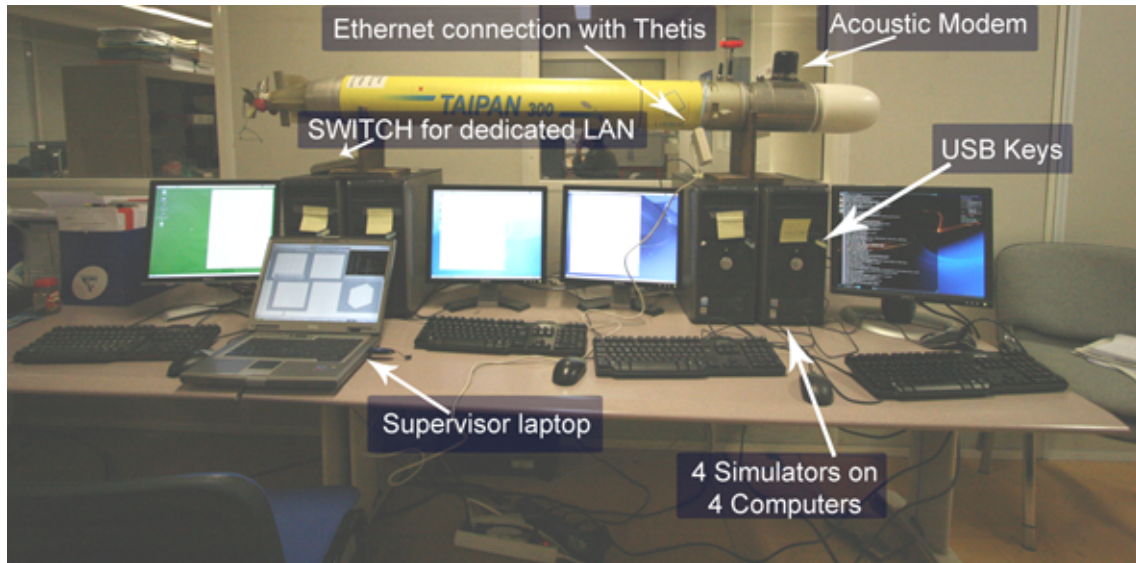 Ethernet connection with Thetis
Acoustic Modem
TAIPAN 300
SWITCH for dedicated LAN
USB Keys
Supervisor laptop
4 Simulators on
4 Computers